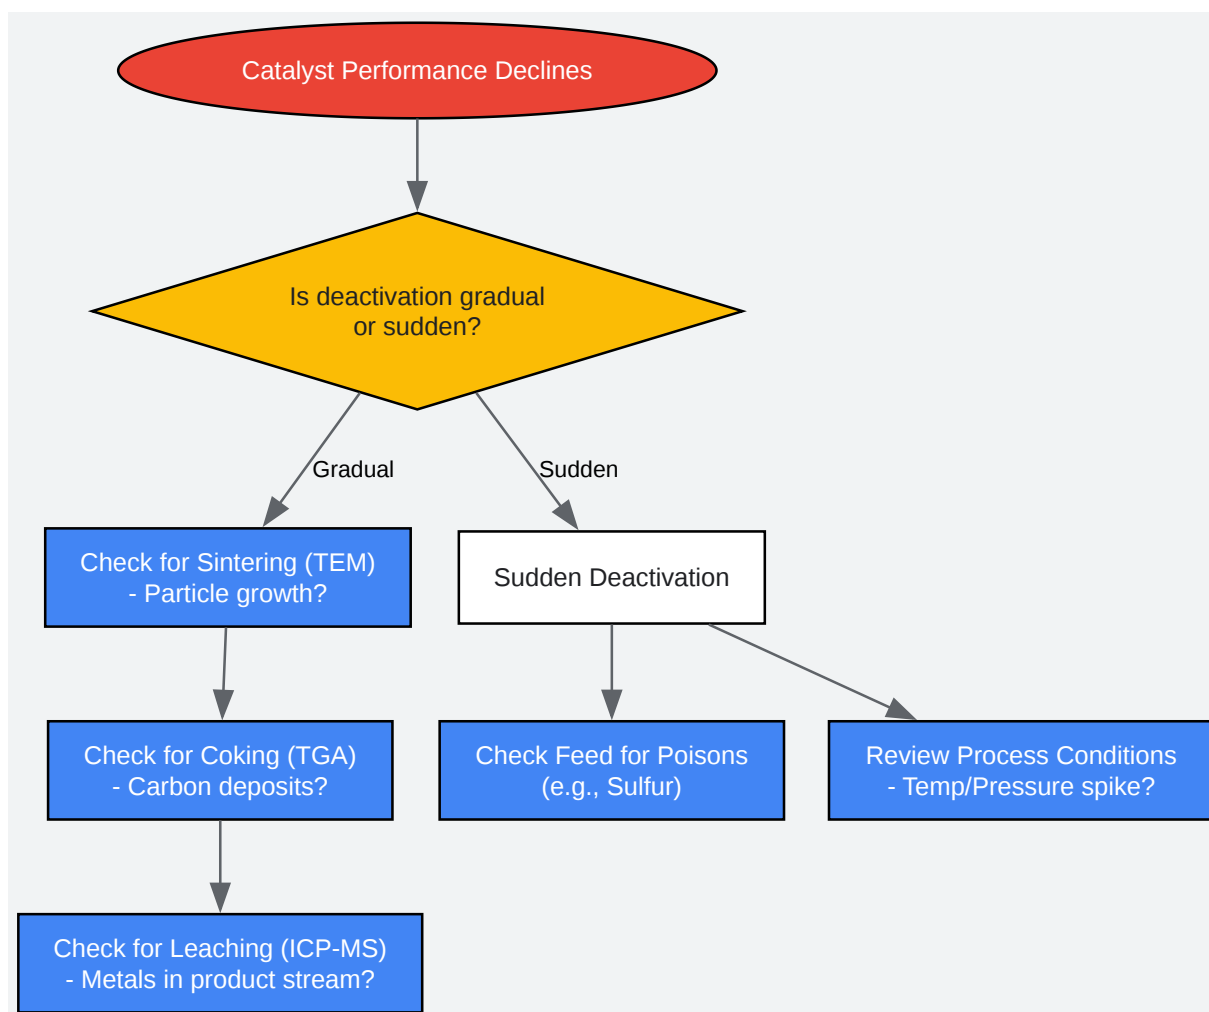 Catalyst Performance Declines
Is deactivation gradual
or sudden?
Gradual
Sudden
Check for Sintering (TEM)
- Particle growth?
Sudden Deactivation
Check for Coking (TGA)
- Carbon deposits?
Check Feed for Poisons
(e.g., Sulfur)
Review Process Conditions
- Temp/Pressure spike?
Check for Leaching (ICP-MS)
- Metals in product stream?